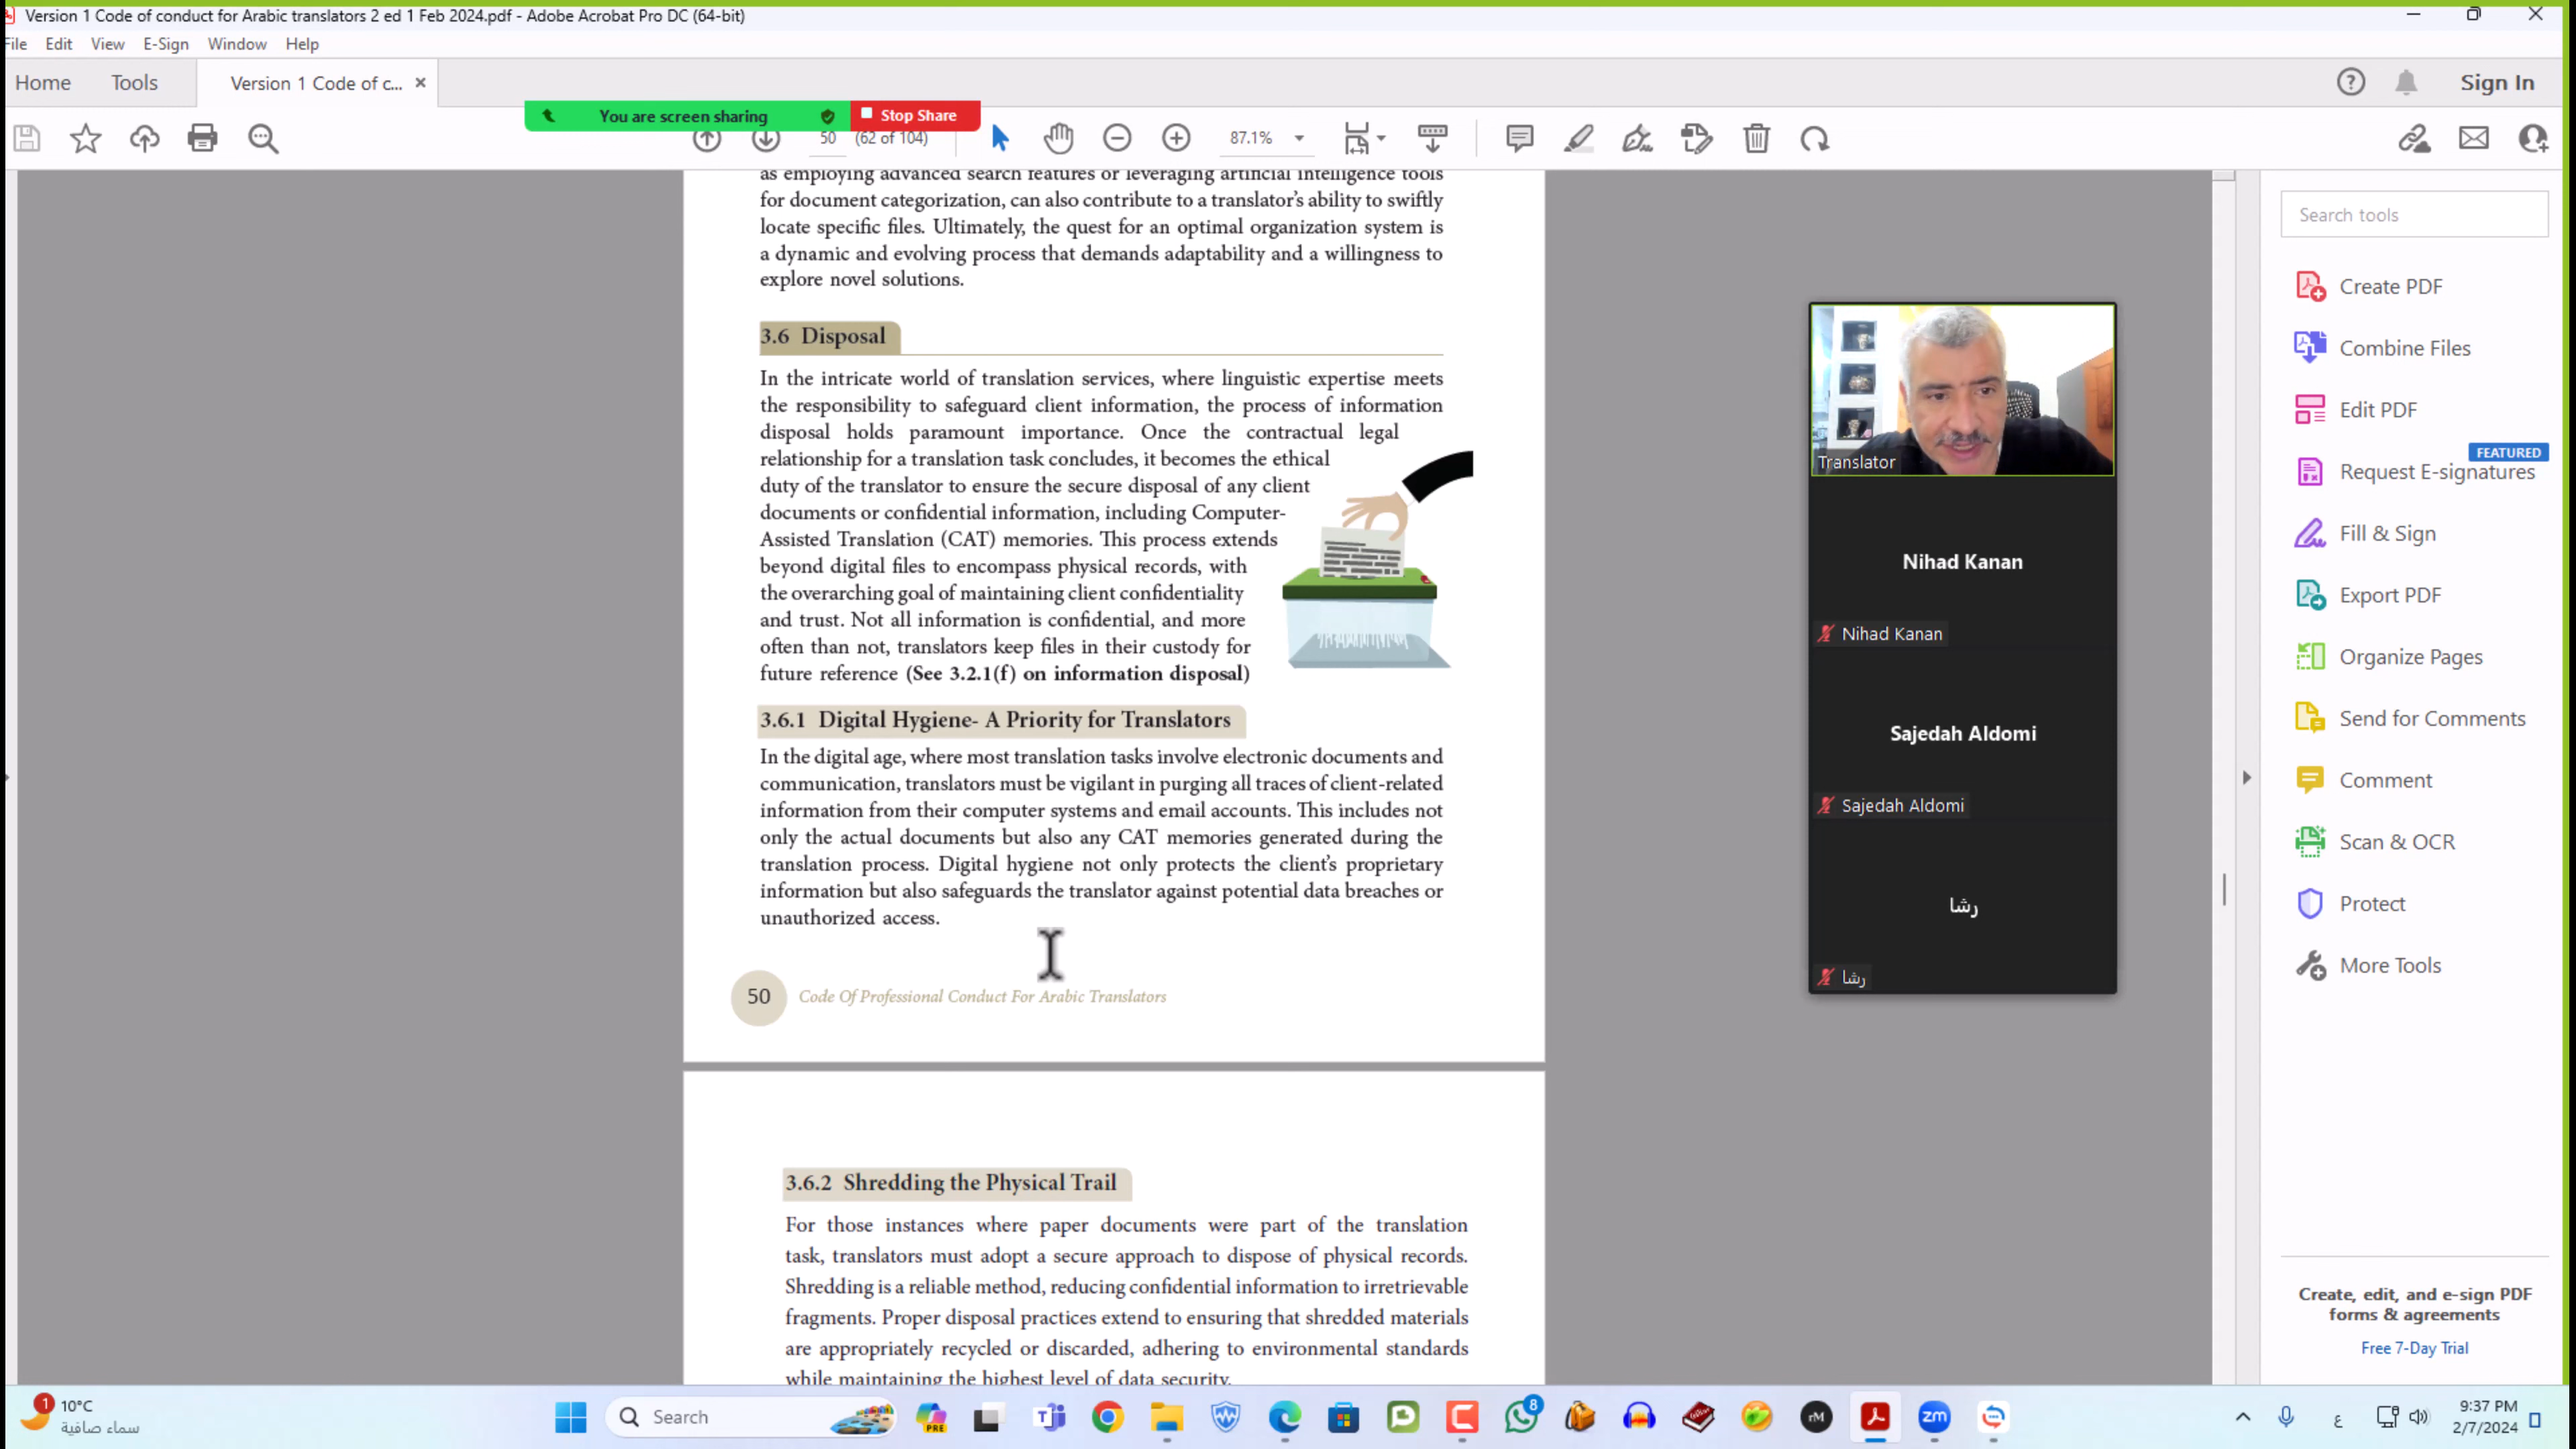 Version 1 Code of conduct for Arabic translators 2 ed 1 Feb 2024.pdf - Adobe Acrobat Pro DC (64-bit)
File Edit View E-Sign Window Help
Home Tools Version 1 Code of c... × Sign In
You are screen sharing Stop Share
50 (62 of 104) 87.1%
as employing advanced search features or leveraging artificial intelligence tools
for document categorization, can also contribute to a translator's ability to swiftly
locate specific files. Ultimately, the quest for an optimal organization system is
a dynamic and evolving process that demands adaptability and a willingness to
explore novel solutions.
3.6 Disposal
In the intricate world of translation services, where linguistic expertise meets
the responsibility to safeguard client information, the process of information
disposal holds paramount importance. Once the contractual legal
relationship for a translation task concludes, it becomes the ethical
duty of the translator to ensure the secure disposal of any client
documents or confidential information, including Computer-
Assisted Translation (CAT) memories. This process extends
beyond digital files to encompass physical records, with
the overarching goal of maintaining client confidentiality
and trust. Not all information is confidential, and more
often than not, translators keep files in their custody for
future reference (See 3.2.1(f) on information disposal)
3.6.1 Digital Hygiene- A Priority for Translators
In the digital age, where most translation tasks involve electronic documents and
communication, translators must be vigilant in purging all traces of client-related
information from their computer systems and email accounts. This includes not
only the actual documents but also any CAT memories generated during the
translation process. Digital hygiene not only protects the client's proprietary
information but also safeguards the translator against potential data breaches or
unauthorized access.
50 Code Of Professional Conduct For Arabic Translators
3.6.2 Shredding the Physical Trail
For those instances where paper documents were part of the translation
task, translators must adopt a secure approach to dispose of physical records.
Shredding is a reliable method, reducing confidential information to irretrievable
fragments. Proper disposal practices extend to ensuring that shredded materials
are appropriately recycled or discarded, adhering to environmental standards
while maintaining the highest level of data security.
Translator
Nihad Kanan
Nihad Kanan
Sajedah Aldomi
Sajedah Aldomi
رشا
رشا
Search tools
Create PDF
Combine Files
Edit PDF
FEATURED
Request E-signatures
Fill & Sign
Export PDF
Organize Pages
Send for Comments
Comment
Scan & OCR
Protect
More Tools
Create, edit, and e-sign PDF
forms & agreements
Free 7-Day Trial
1 10°C
سماء صافية
Search
PRE
8
rM
zm
ع
9:37 PM
2/7/2024